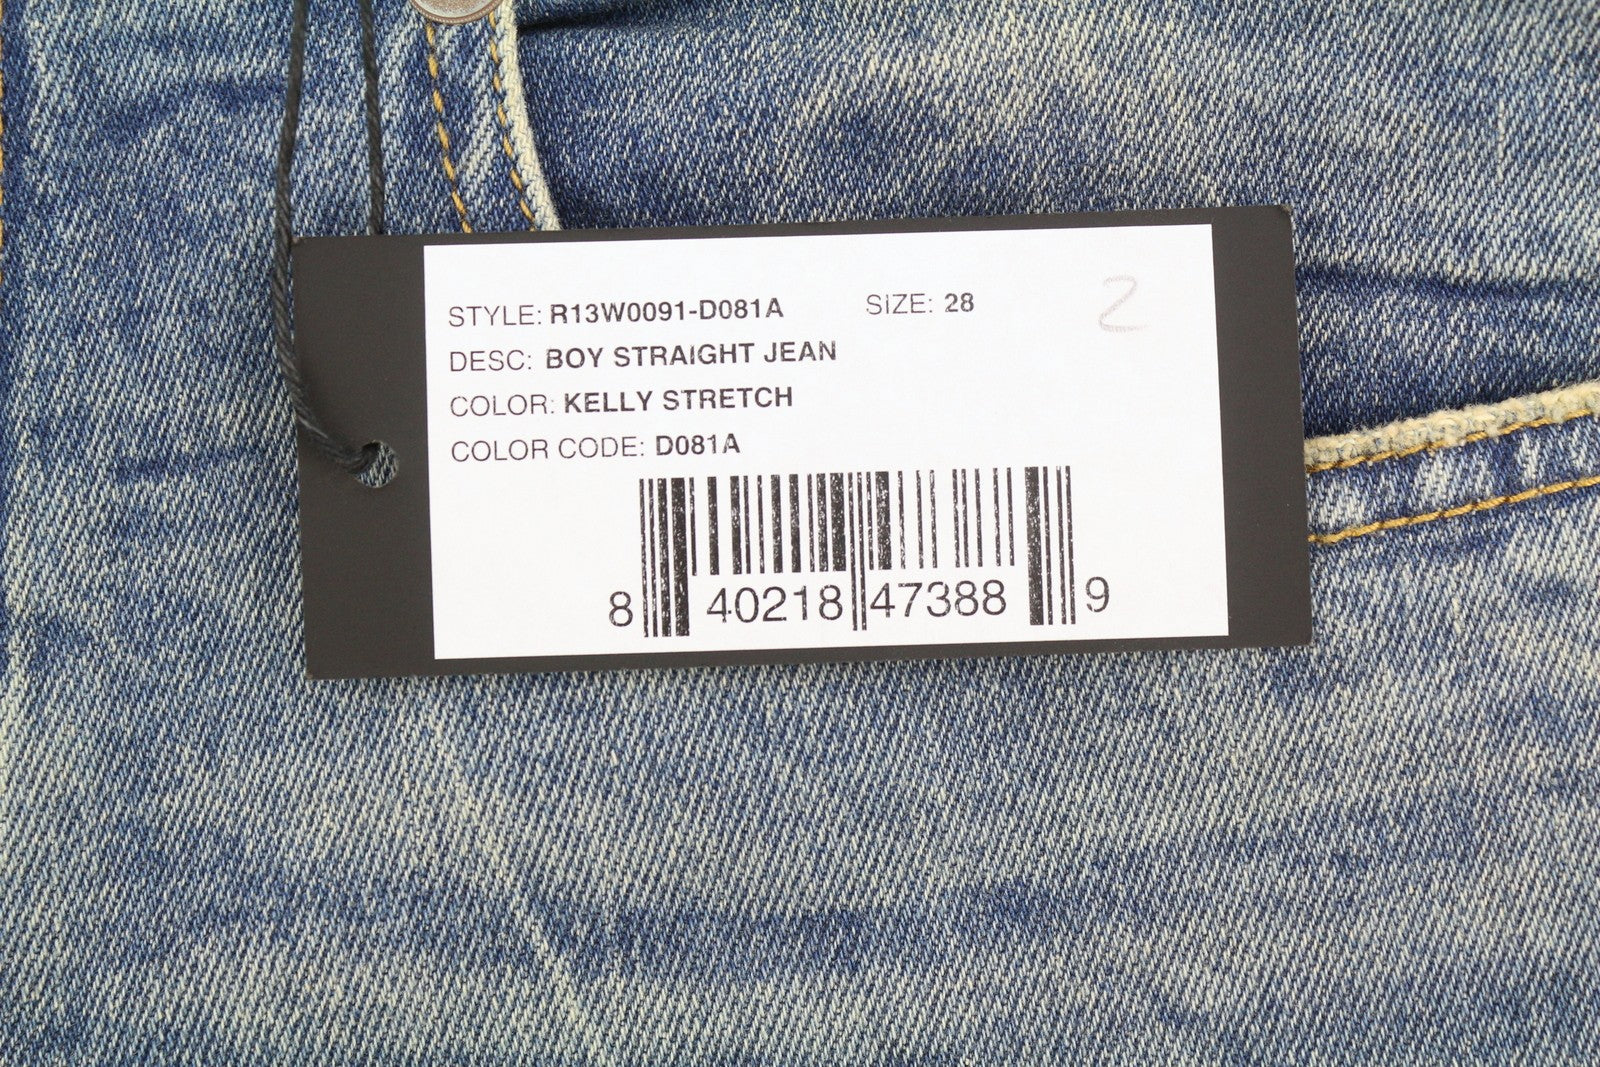 STYLE: R13W0091-D081A SIZE: 28 2
DESC: BOY STRAIGHT JEAN
COLOR: KELLY STRETCH
COLOR CODE: D081A
8 40218 47388 9